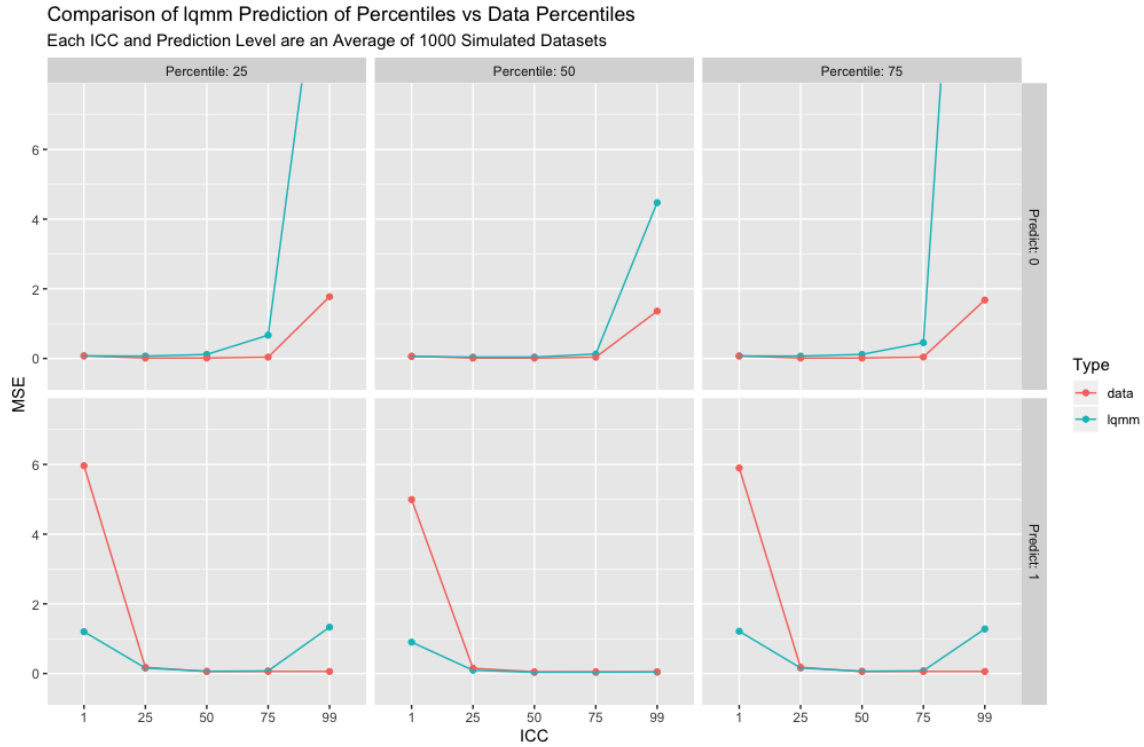 Comparison of lqmm Prediction of Percentiles vs Data Percentiles
Each ICC and Prediction Level are an Average of 1000 Simulated Datasets
Percentile: 25
Percentile: 50
Percentile: 75
6
4
2
0
Predict: 0
MSE
6
4
2
0
Predict: 1
1
25
50
75
99
1
25
50
75
99
1
25
50
75
99
ICC
Type
data
lqmm